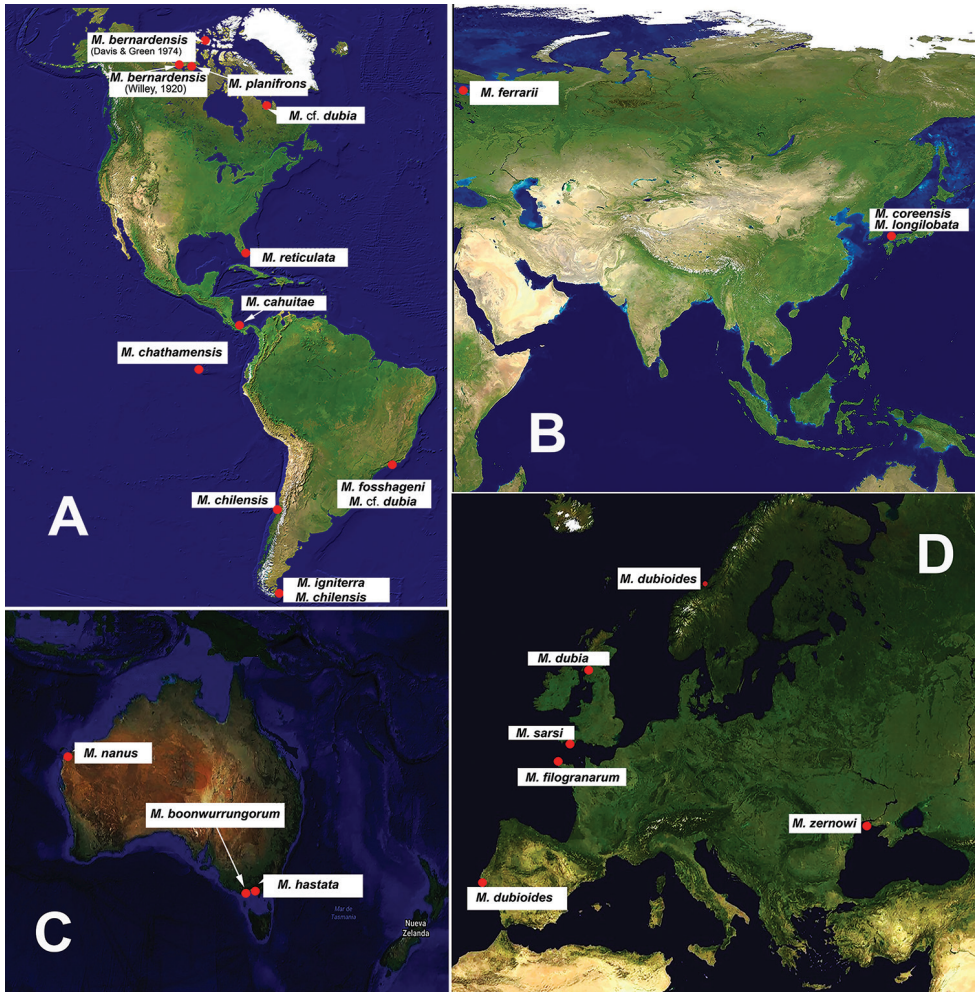 M. bernardensis
(Davis & Green 1974)
M. bernardensis
(Willey, 1920)
M. planifrons
M. cf. dubia
M. reticulata
M. cahuitae
M. chathamensis
M. fosshageni
M. cf. dubia
M. chilensis
M. igniterra
M. chilensis
A
M. ferrarii
M. coreensis
M. longilobata
B
M. nanus
M. boonwurrungorum
M. hastata
Mar de
Tasmania
Nueva
Zelanda
C
D
M. dubioides
M. dubia
M. sarsi
M. filogranarum
M. zernowi
M. dubioides